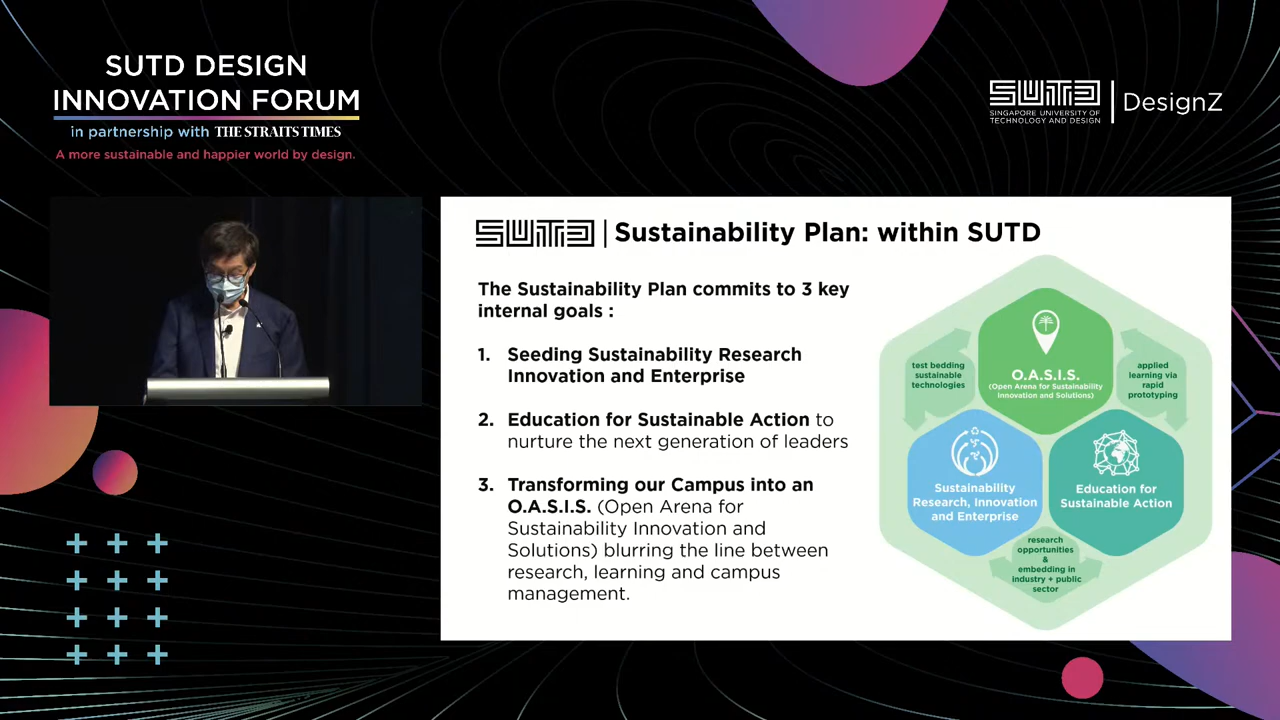 SUTD DESIGN
INNOVATION FORUM
in partnership with THE STRAITS TIMES
A more sustainable and happier world by design.
SUTD
SINGAPORE UNIVERSITY OF
TECHNOLOGY AND DESIGN
DesignZ
SUTD | Sustainability Plan: within SUTD
The Sustainability Plan commits to 3 key
internal goals :
1. Seeding Sustainability Research
Innovation and Enterprise
2. Education for Sustainable Action to
nurture the next generation of leaders
3. Transforming our Campus into an
O.A.S.I.S. (Open Arena for
Sustainability Innovation and
Solutions) blurring the line between
research, learning and campus
management.
O.A.S.I.S.
(Open Arena for Sustainability
Innovation and Solutions)
test bedding
sustainable
technologies
applied
learning via
rapid
prototyping
Sustainability
Research, Innovation
and Enterprise
Education for
Sustainable Action
research
opportunities
&
embedding in
industry + public
sector